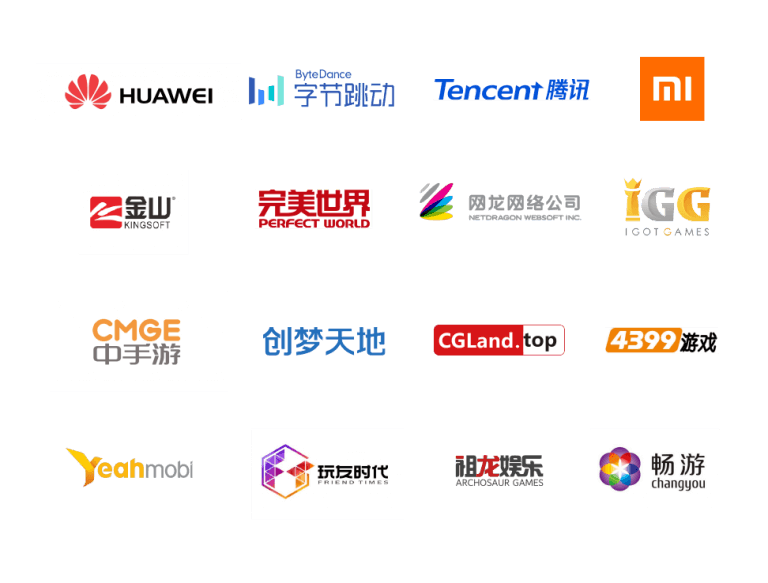 HUAWEI
ByteDance
字节跳动
Tencent 腾讯
MI
金山®
KINGSOFT
完美世界
PERFECT WORLD
网龙网络公司
NETDRAGON WEBSOFT INC.
IGG
I GOT GAMES
CMGE
中手游
创梦天地
CGLand.top
4399游戏
Yeahmobi
玩友时代
FRIEND TIMES
祖龙娱乐
ARCHOSAUR GAMES
畅游
changyou